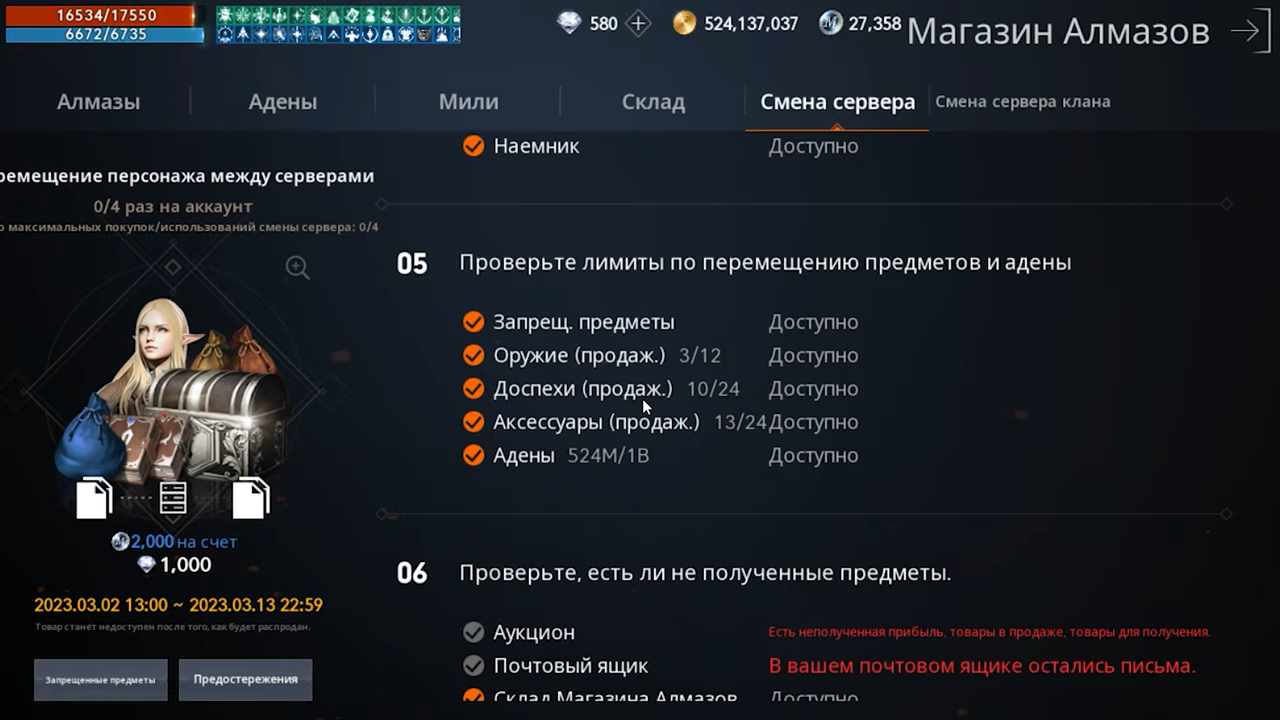 16534/17550
6672/6735
580
524,137,037
27,358
Магазин Алмазов
Алмазы
Адены
Мили
Склад
Смена сервера
Смена сервера клана
ремещение персонажа между серверами
0/4 раз на аккаунт
о максимальных покупок/использований смены сервера: 0/4
2,000 на счет
1,000
2023.03.02 13:00 ~ 2023.03.13 22:59
Товар станет недоступен после того, как будет распродан.
Запрещенные предметы
Предостережения
Наемник Доступно
05 Проверьте лимиты по перемещению предметов и адены
Запрещ. предметы Доступно
Оружие (продаж.) 3/12 Доступно
Доспехи (продаж.) 10/24 Доступно
Аксессуары (продаж.) 13/24 Доступно
Адены 524M/1B Доступно
06 Проверьте, есть ли не полученные предметы.
Аукцион Есть неполученная прибыль, товары в продаже, товары для получения.
Почтовый ящик В вашем почтовом ящике остались письма.
Склад Магазина Алмазов Доступно